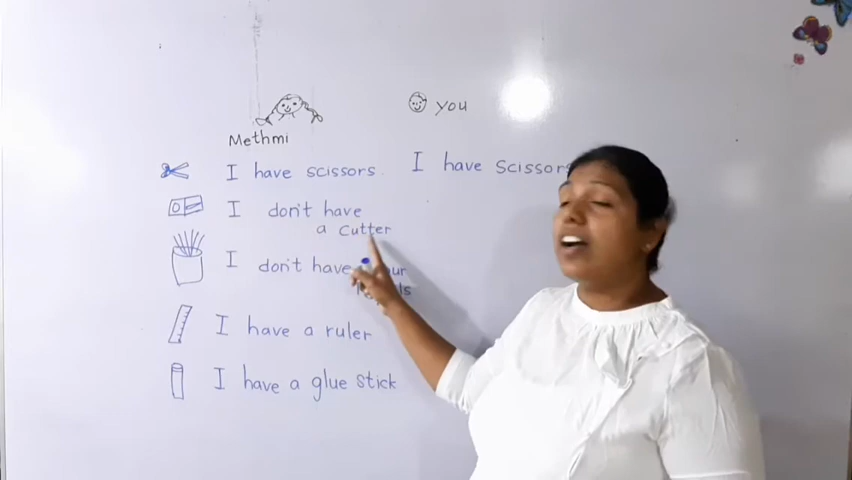 you
Methmi
I have scissors
I have scissors
I don't have
a cutter
I don't have
I have a ruler
I have a glue stick